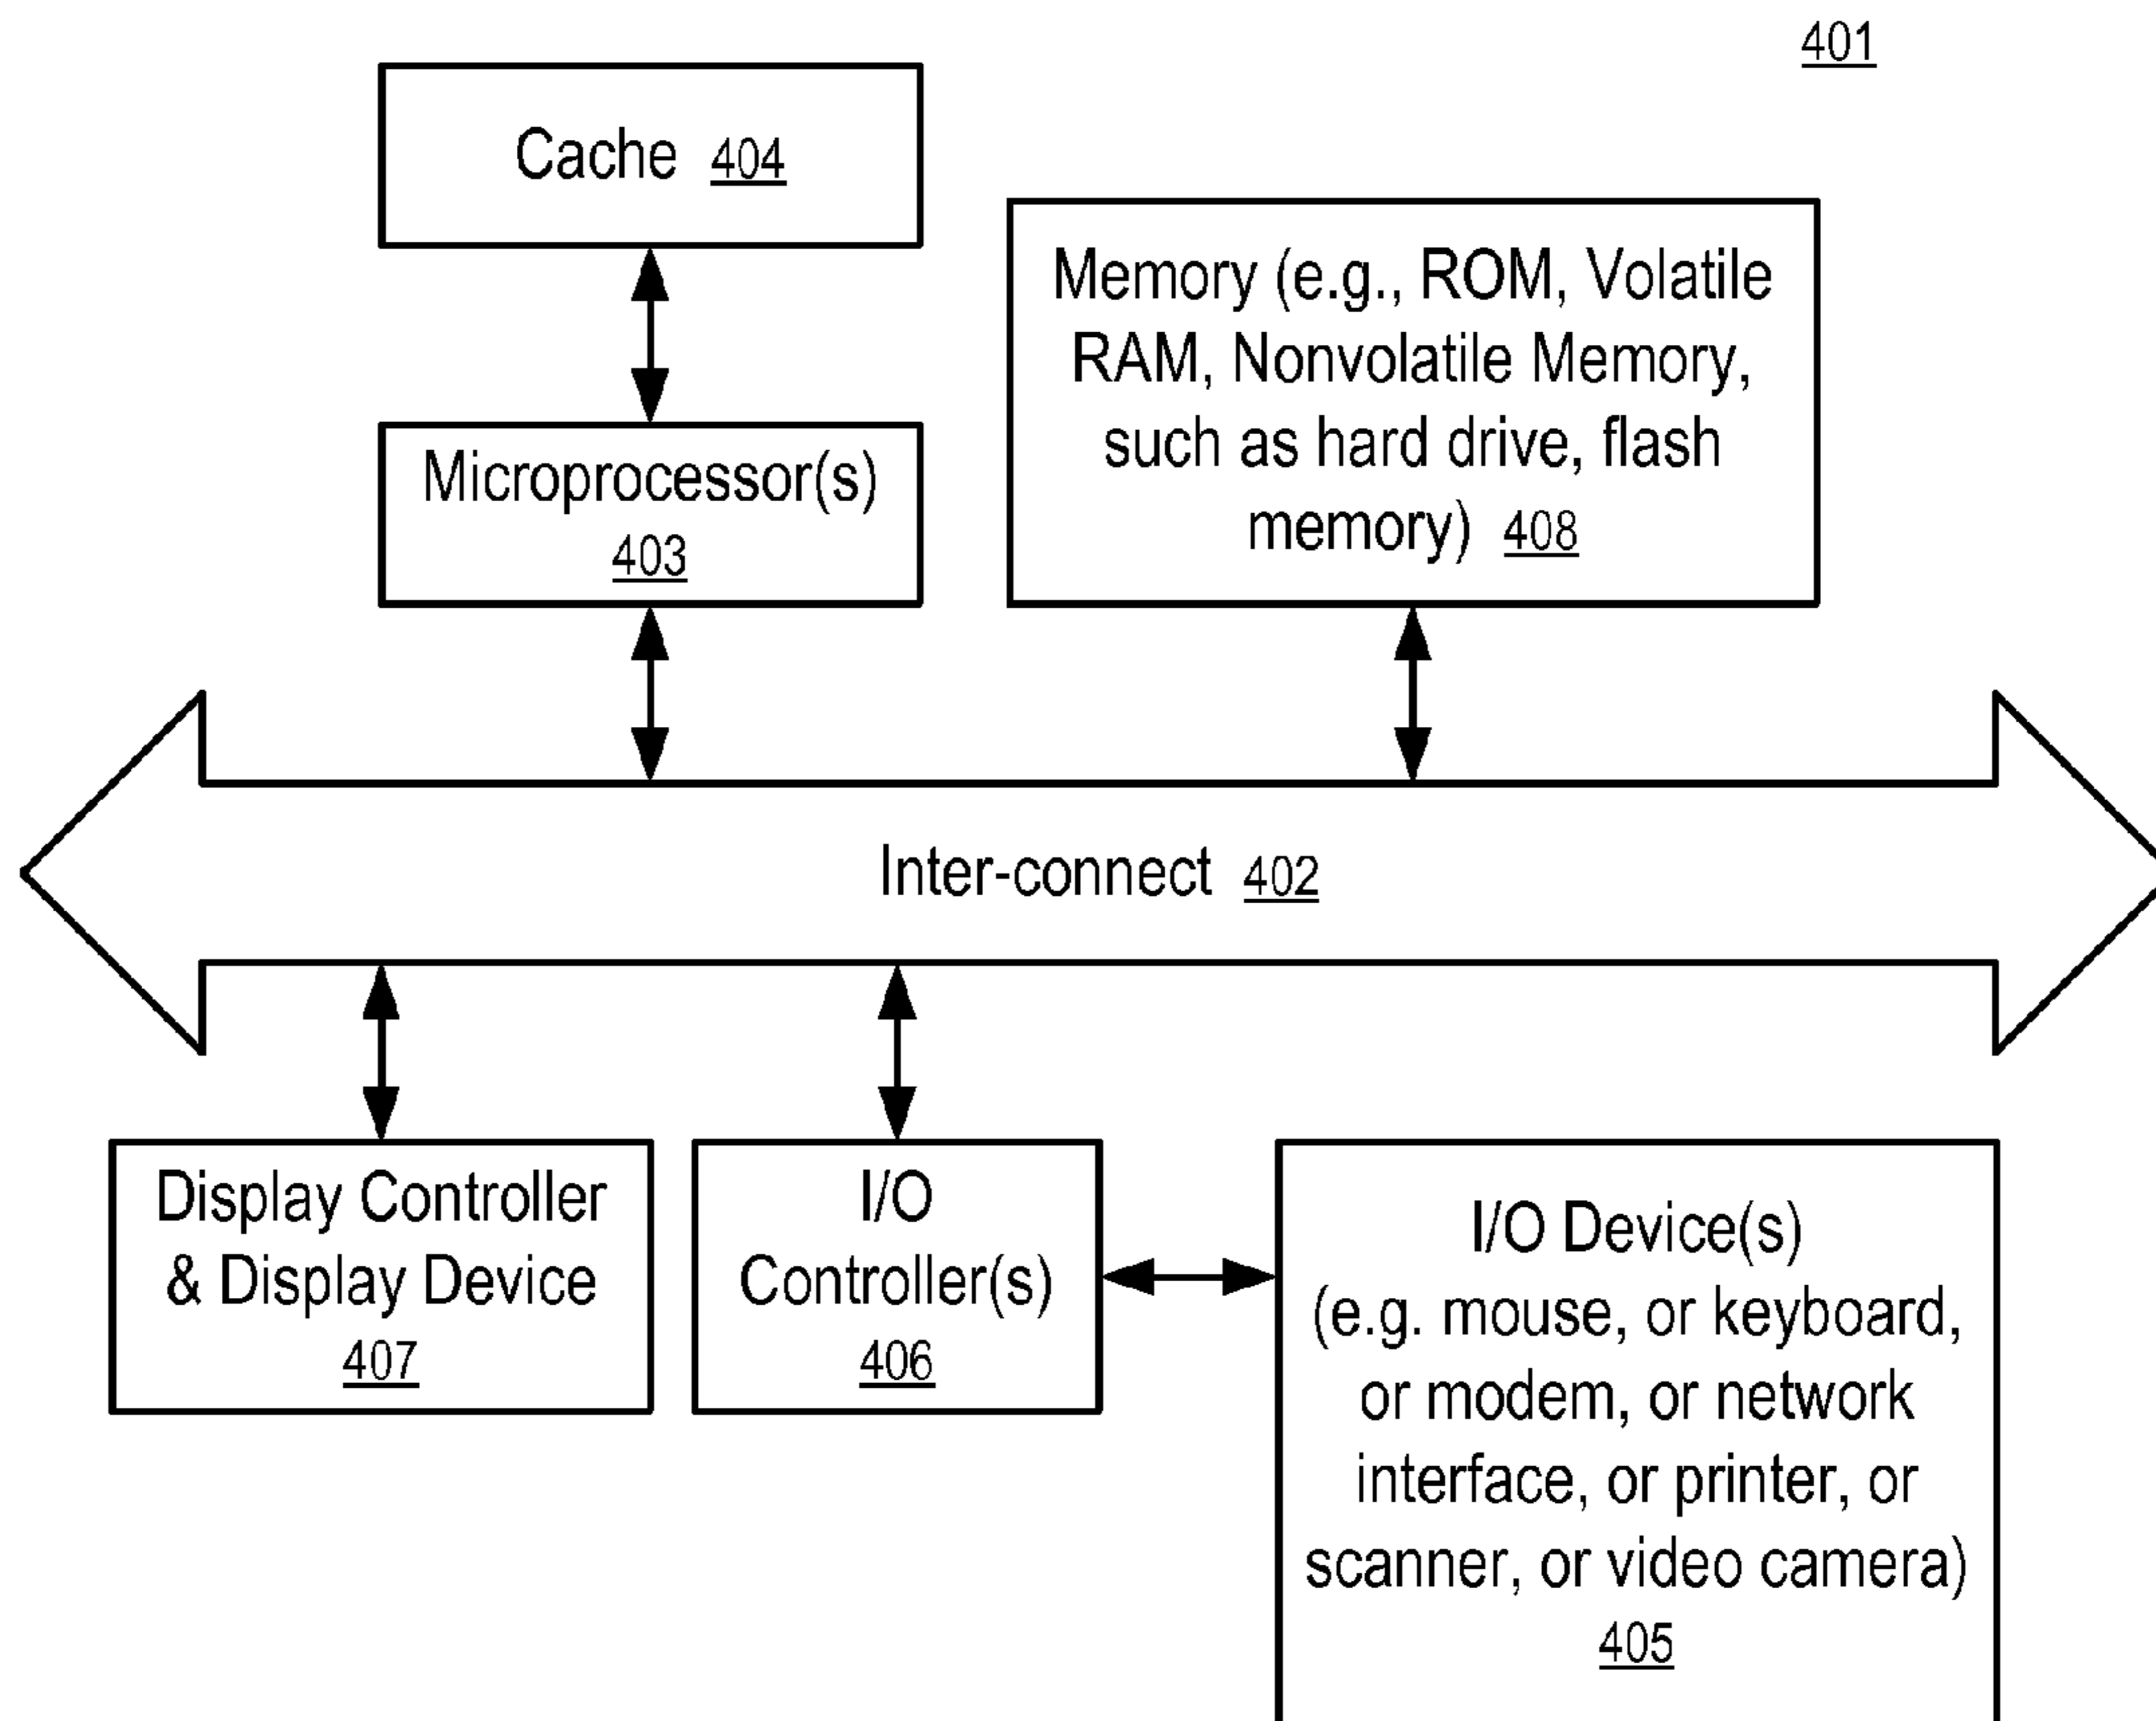 401
Cache 404
Memory (e.g., ROM, Volatile
RAM, Nonvolatile Memory,
such as hard drive, flash
memory) 408
Microprocessor(s)
403
Inter-connect 402
Display Controller
& Display Device
407
I/O
Controller(s)
406
I/O Device(s)
(e.g. mouse, or keyboard,
or modem, or network
interface, or printer, or
scanner, or video camera)
405